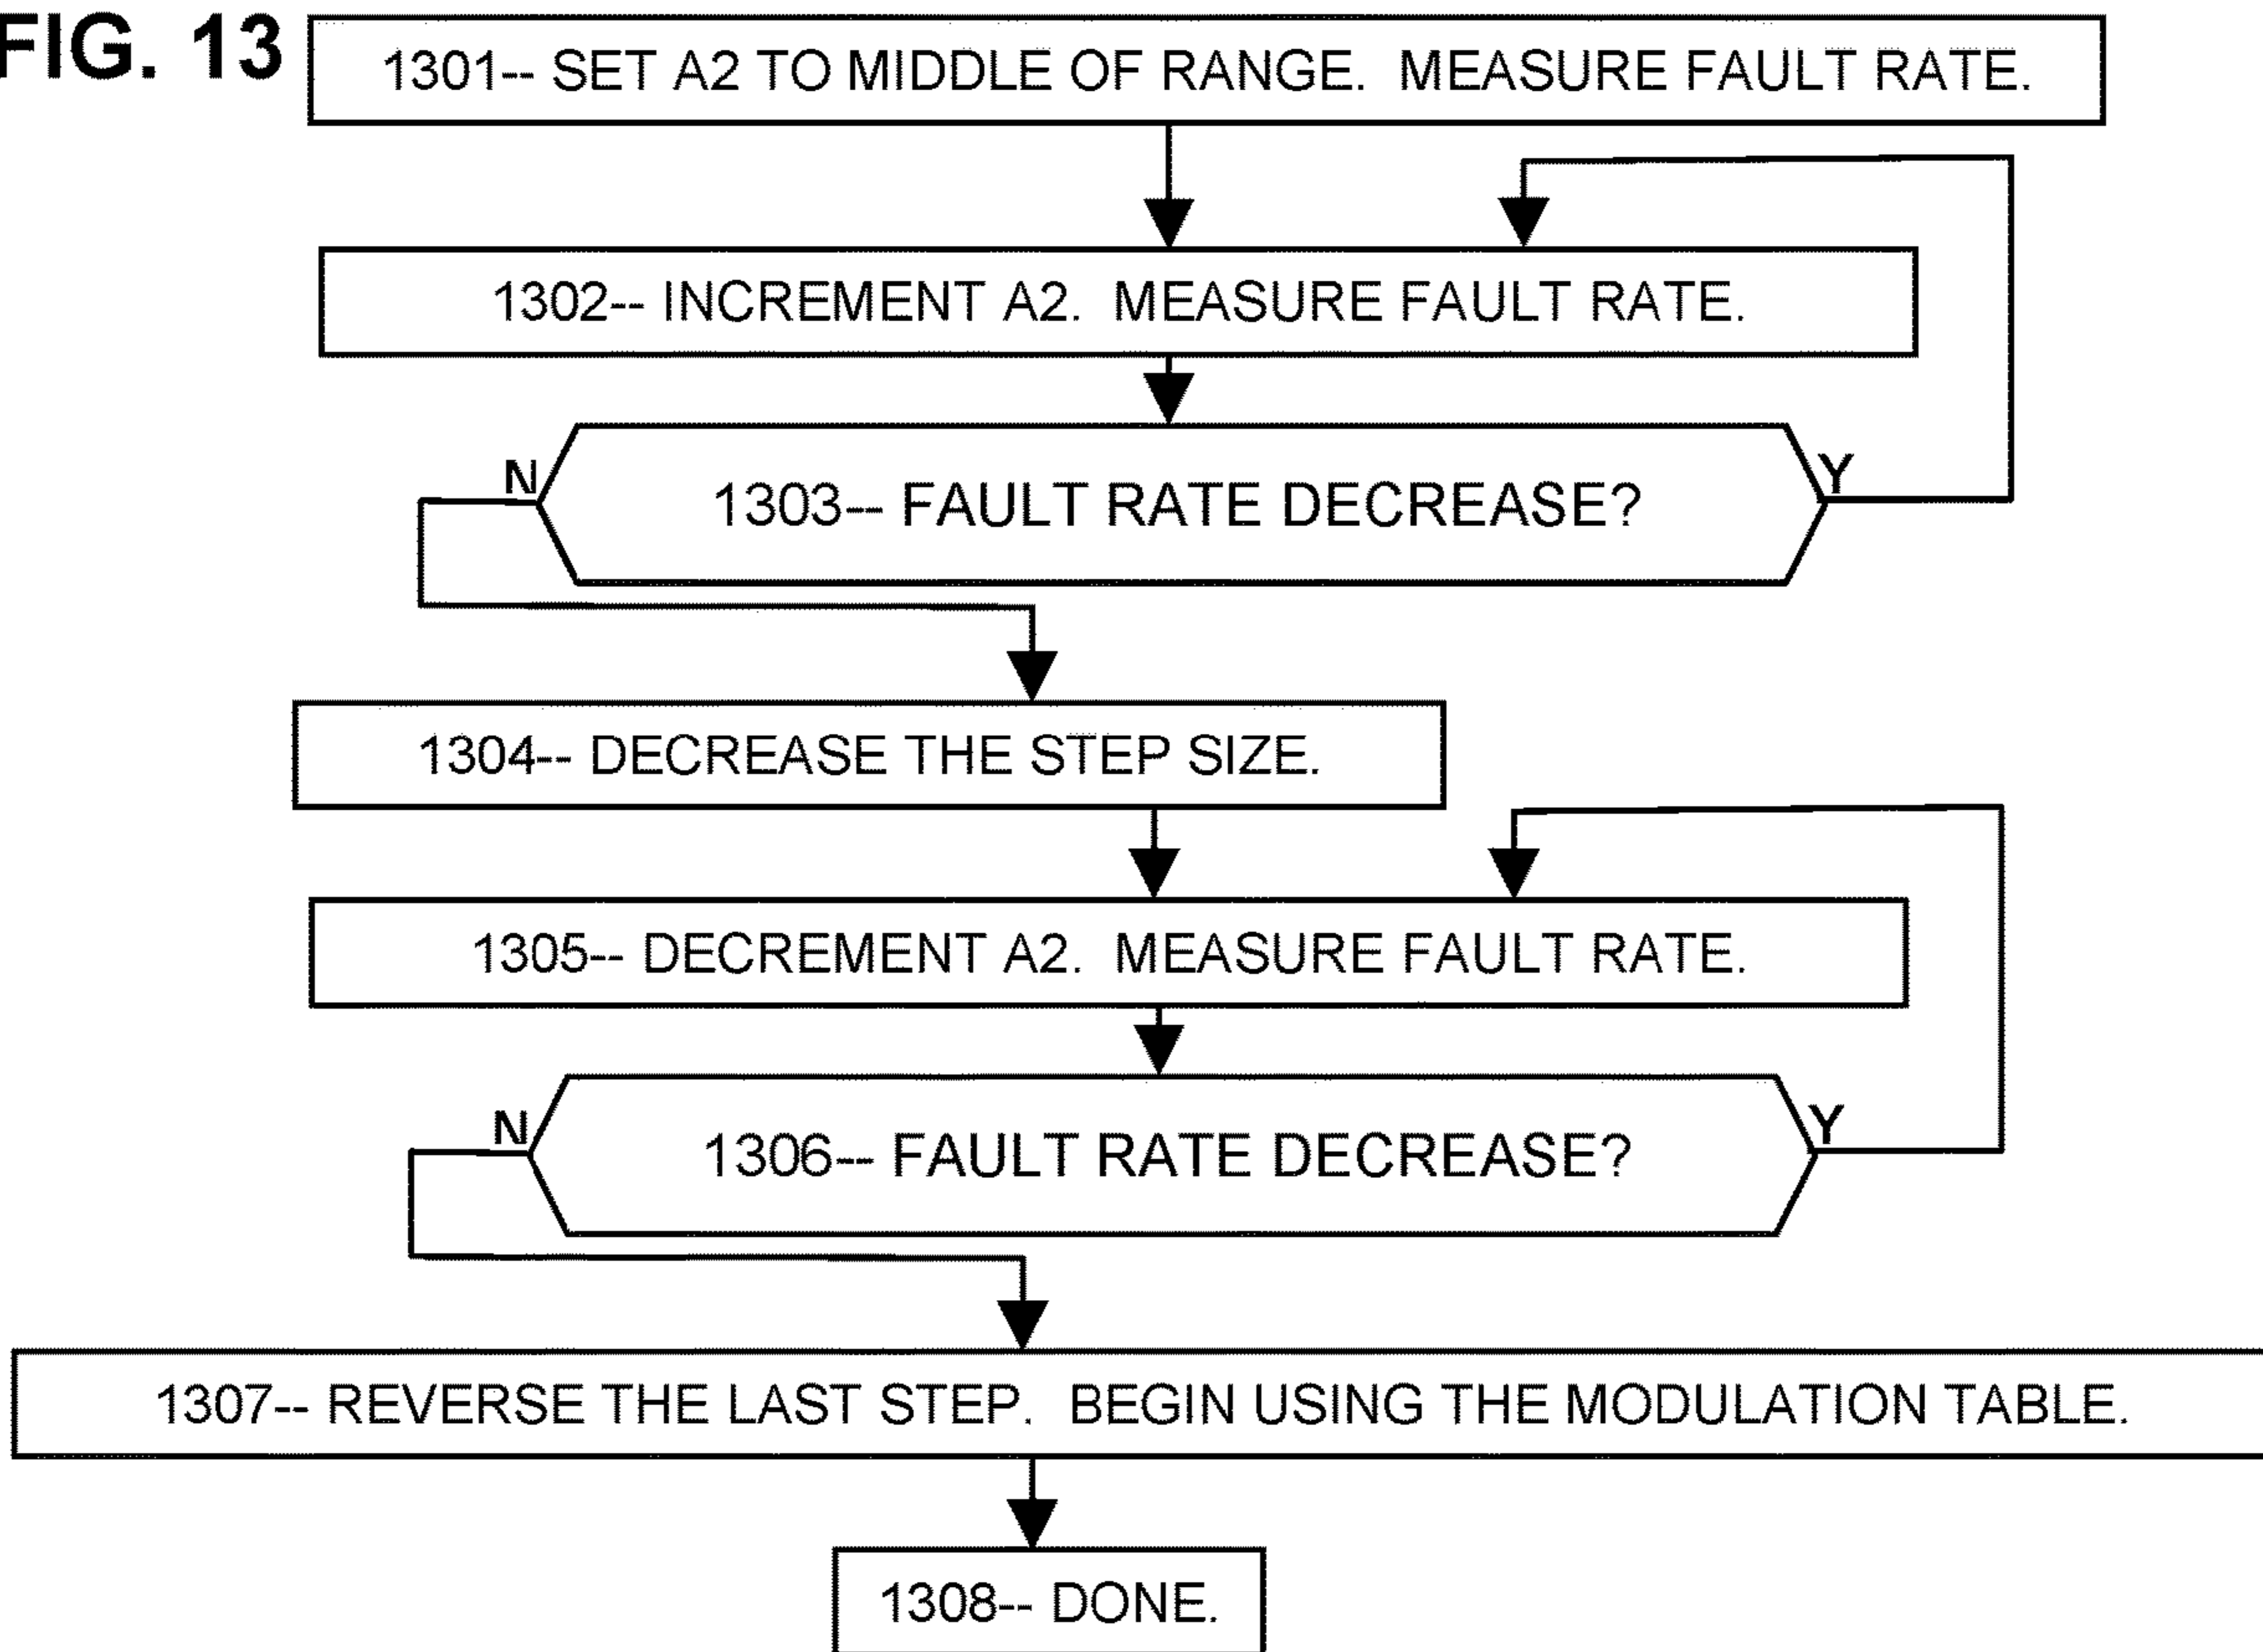 FIG. 13
1301-- SET A2 TO MIDDLE OF RANGE. MEASURE FAULT RATE.
1302-- INCREMENT A2. MEASURE FAULT RATE.
N
1303-- FAULT RATE DECREASE?
Y
1304-- DECREASE THE STEP SIZE.
1305-- DECREMENT A2. MEASURE FAULT RATE.
N
1306-- FAULT RATE DECREASE?
Y
1307-- REVERSE THE LAST STEP. BEGIN USING THE MODULATION TABLE.
1308-- DONE.